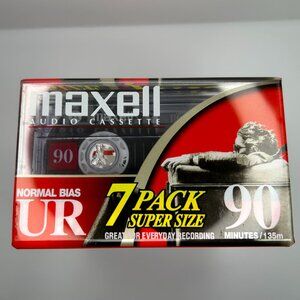 maxell
AUDIO CASSETTE
90
NORMAL BIAS
UR
7 PACK
SUPER SIZE
90
GREAT FOR EVERYDAY RECORDING
MINUTES/135m